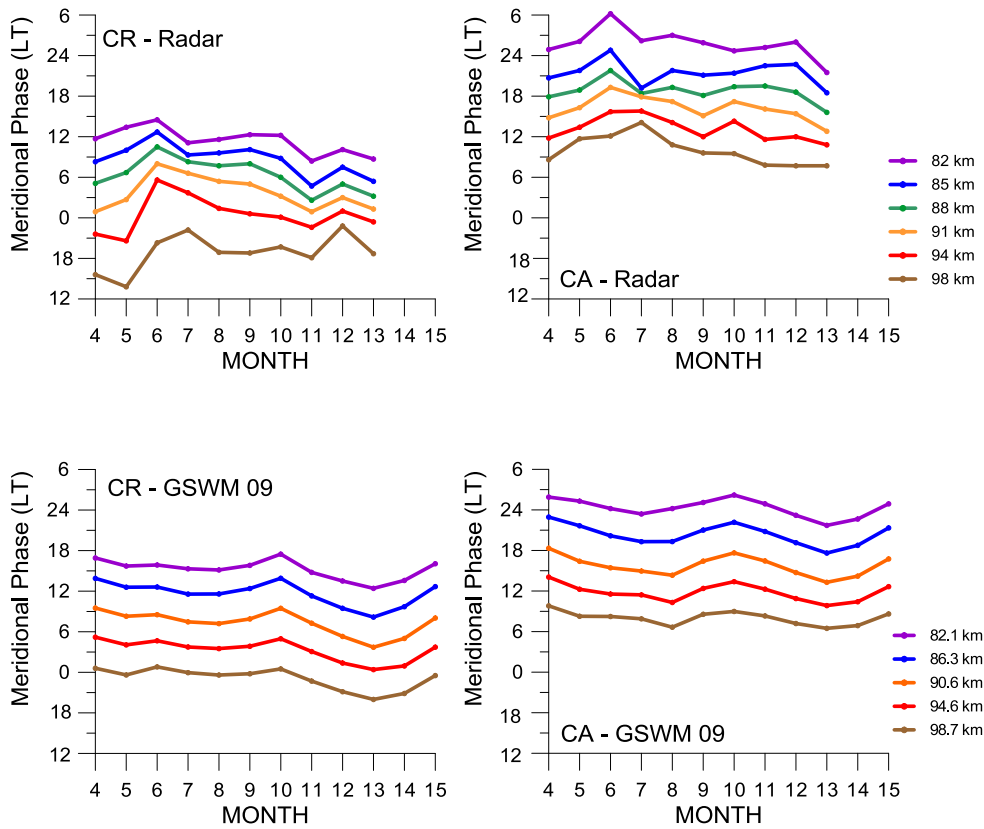 CR - Radar
Meridional Phase (LT)
6
24
18
12
6
0
18
12
4 5 6 7 8 9 10 11 12 13 14 15
MONTH
CA - Radar
Meridional Phase (LT)
6
24
18
12
6
0
18
12
4 5 6 7 8 9 10 11 12 13 14 15
MONTH
82 km
85 km
88 km
91 km
94 km
98 km
CR - GSWM 09
Meridional Phase (LT)
6
24
18
12
6
0
18
12
4 5 6 7 8 9 10 11 12 13 14 15
MONTH
CA - GSWM 09
Meridional Phase (LT)
6
24
18
12
6
0
18
12
4 5 6 7 8 9 10 11 12 13 14 15
MONTH
82.1 km
86.3 km
90.6 km
94.6 km
98.7 km